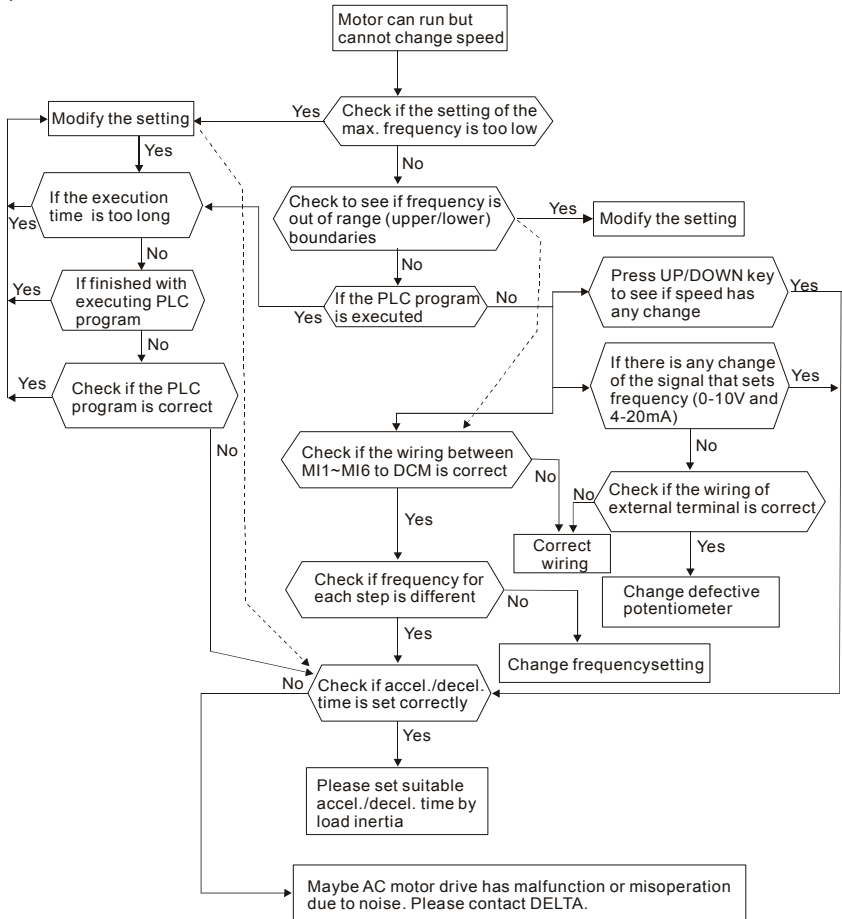 Motor can run but
cannot change speed
Yes
Check if the setting of the
max. frequency is too low
Modify the setting
Yes
No
If the execution
time is too long
Yes
Check to see if frequency is
out of range (upper/lower)
boundaries
Yes
Modify the setting
No
No
If finished with
executing PLC
program
Yes
If the PLC program
is executed
Yes
No
Press UP/DOWN key
to see if speed has
any change
Yes
No
Check if the PLC
program is correct
Yes
No
If there is any change
of the signal that sets
frequency (0-10V and
4-20mA)
Yes
No
Check if the wiring between
MI1~MI6 to DCM is correct
No
Yes
No
Check if the wiring of
external terminal is correct
Yes
Correct
wiring
Change defective
potentiometer
Check if frequency for
each step is different
No
Yes
Change frequencysetting
No
Check if accel./decel.
time is set correctly
Yes
Please set suitable
accel./decel. time by
load inertia
Maybe AC motor drive has malfunction or misoperation
due to noise. Please contact DELTA.